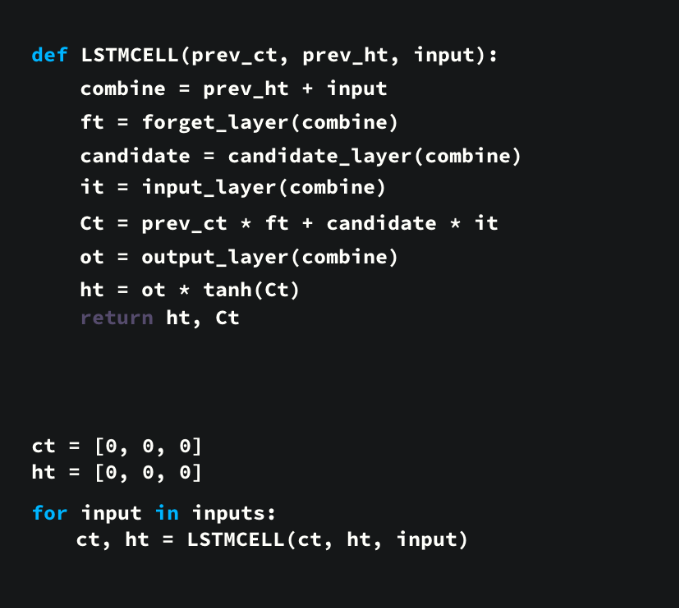 def LSTMCELL(prev_ct, prev_ht, input):
combine = prev_ht + input
ft = forget_layer(combine)
candidate = candidate_layer(combine)
it = input_layer(combine)
Ct = prev_ct * ft + candidate * it
ot = output_layer(combine)
ht = ot * tanh(Ct)
return ht, Ct
ct = [0, 0, 0]
ht = [0, 0, 0]
for input in inputs:
ct, ht = LSTMCELL(ct, ht, input)